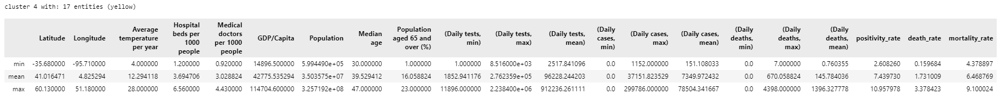 cluster 4 with: 17 entities (yellow)
Latitude Longitude Average temperature per year Hospital beds per 1000 people Medical doctors per 1000 people GDP/Capita Population Median age Population aged 65 and over (%) (Daily tests, min) (Daily tests, max) (Daily tests, mean) (Daily cases, min) (Daily cases, max) (Daily cases, mean) (Daily deaths, min) (Daily deaths, max) (Daily deaths, mean) positivity_rate death_rate mortality_rate
min -35.680000 -95.710000 4.000000 1.200000 0.920000 14896.500000 5.994490e+05 30.000000 1.000000 1.000000 8.516000e+03 2517.841096 0.0 1152.000000 151.108033 0.0 7.000000 0.760355 2.608260 0.159684 4.378897
mean 41.016471 4.825294 12.294118 3.694706 3.028824 42775.535294 3.503575e+07 39.529412 16.058824 1852.941176 2.762359e+05 96228.244203 0.0 37151.823529 7349.972432 0.0 670.058824 145.784036 7.439730 1.731009 6.468769
max 60.130000 51.180000 28.000000 6.560000 4.430000 114704.600000 3.257192e+08 47.000000 23.000000 11896.000000 2.238400e+06 912236.261111 0.0 299786.000000 78504.341667 0.0 4398.000000 1396.327778 10.957978 3.378423 9.100024